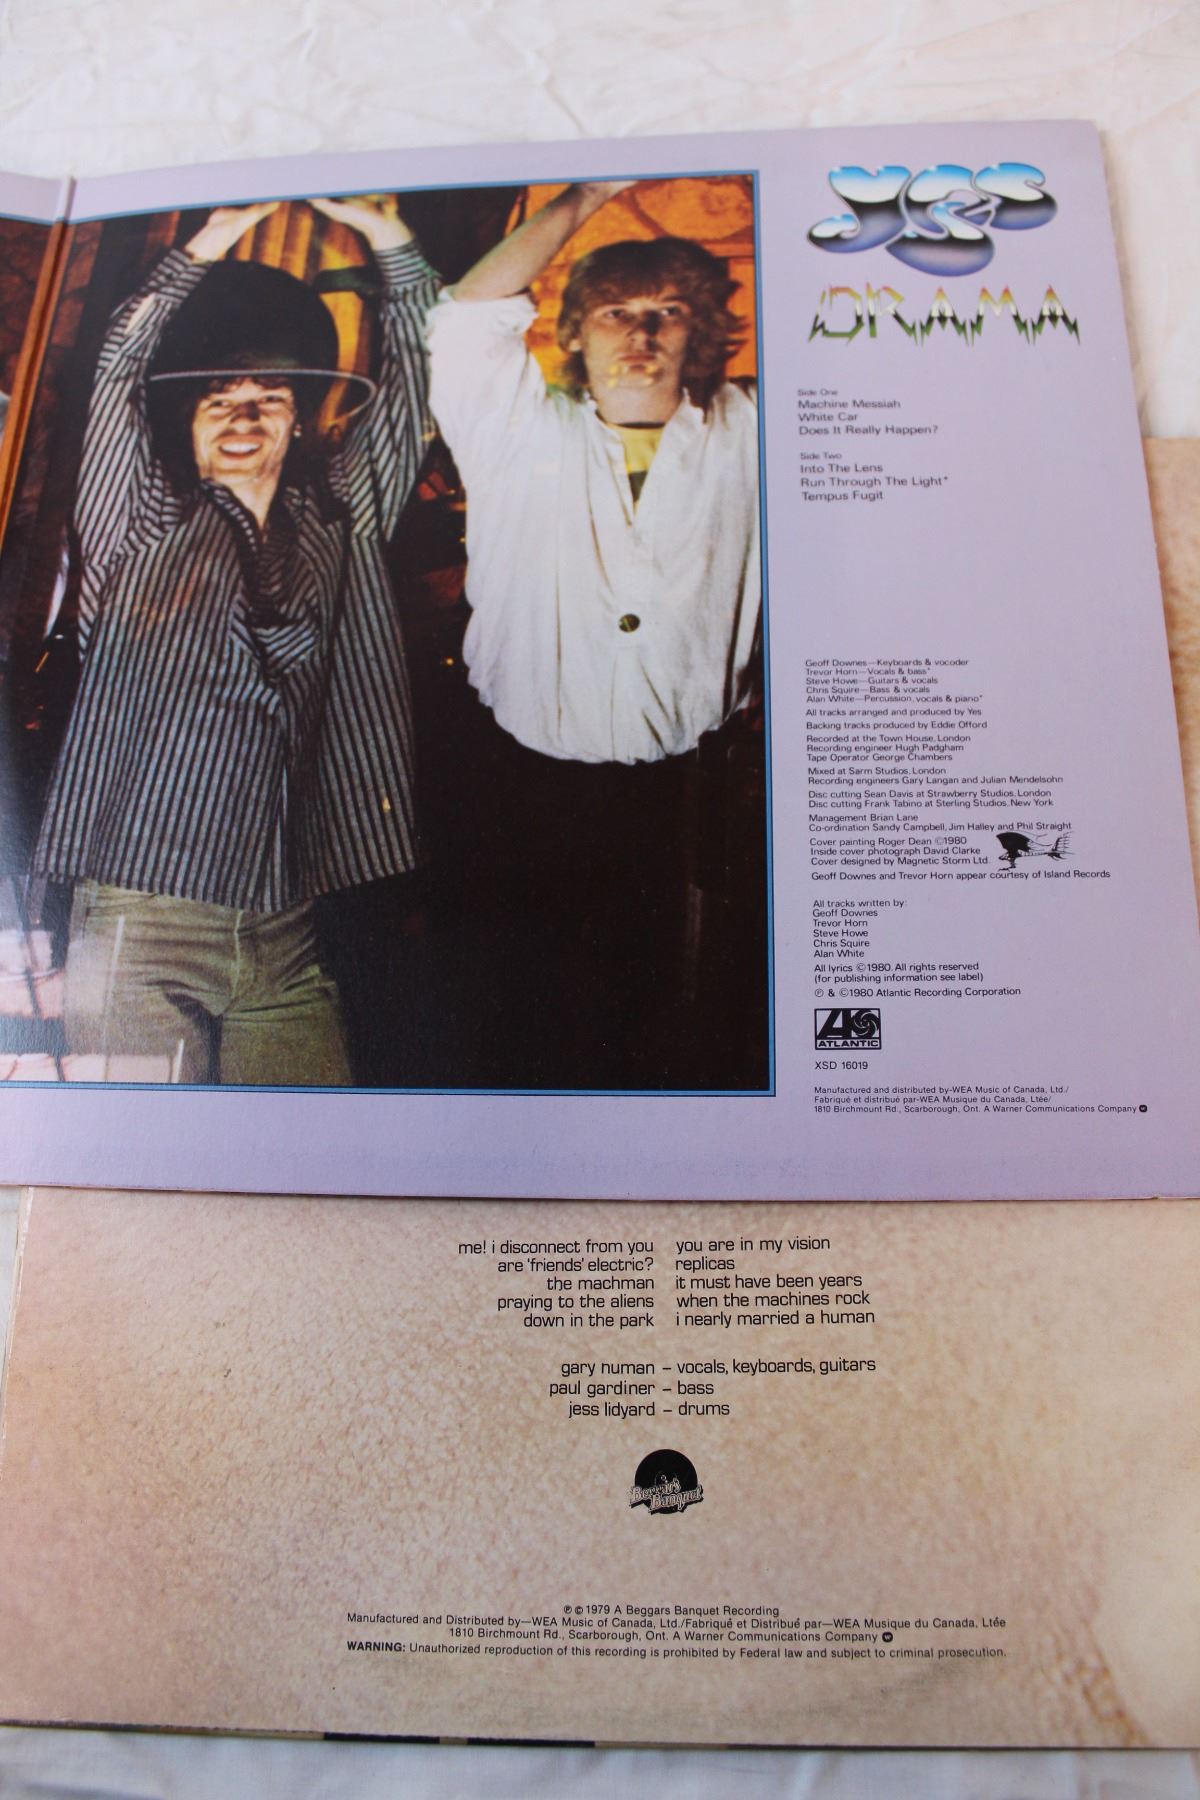 YES
DRAMA
Side One
Machine Messiah
White Car
Does It Really Happen?
Side Two
Into The Lens
Run Through The Light*
Tempus Fugit
Geoff Downes—Keyboards & vocoder
Trevor Horn—Vocals & bass*
Steve Howe—Guitars & vocals
Chris Squire—Bass & vocals
Alan White—Percussion, vocals & piano*
All tracks arranged and produced by Yes
Backing tracks produced by Eddie Offord
Recorded at the Town House, London
Recording engineer Hugh Padgham
Tape Operator George Chambers
Mixed at Sarm Studios, London
Recording engineers Gary Langan and Julian Mendelsohn
Disc cutting Sean Davis at Strawberry Studios, London
Disc cutting Frank Tabino at Sterling Studios, New York
Management Brian Lane
Co-ordination Sandy Campbell, Jim Halley and Phil Straight
Cover painting Roger Dean ©1980
Inside cover photograph David Clarke
Cover designed by Magnetic Storm Ltd.
Geoff Downes and Trevor Horn appear courtesy of Island Records
All tracks written by:
Geoff Downes
Trevor Horn
Steve Howe
Chris Squire
Alan White
All lyrics ©1980. All rights reserved
(for publishing information see label)
℗ & ©1980 Atlantic Recording Corporation
ATLANTIC
XSD 16019
Manufactured and distributed by-WEA Music of Canada, Ltd./
Fabriqué et distribué par-WEA Musique du Canada, Ltée/
1810 Birchmount Rd., Scarborough, Ont. A Warner Communications Company
me! i disconnect from you
are 'friends' electric?
the machman
praying to the aliens
down in the park
you are in my vision
replicas
it must have been years
when the machines rock
i nearly married a human
gary numan – vocals, keyboards, guitars
paul gardiner – bass
jess lidyard – drums
Beggars
Banquet
℗ © 1979 A Beggars Banquet Recording
Manufactured and Distributed by—WEA Music of Canada, Ltd./Fabriqué et Distribué par—WEA Musique du Canada, Ltée
1810 Birchmount Rd., Scarborough, Ont. A Warner Communications Company
WARNING: Unauthorized reproduction of this recording is prohibited by Federal law and subject to criminal prosecution.